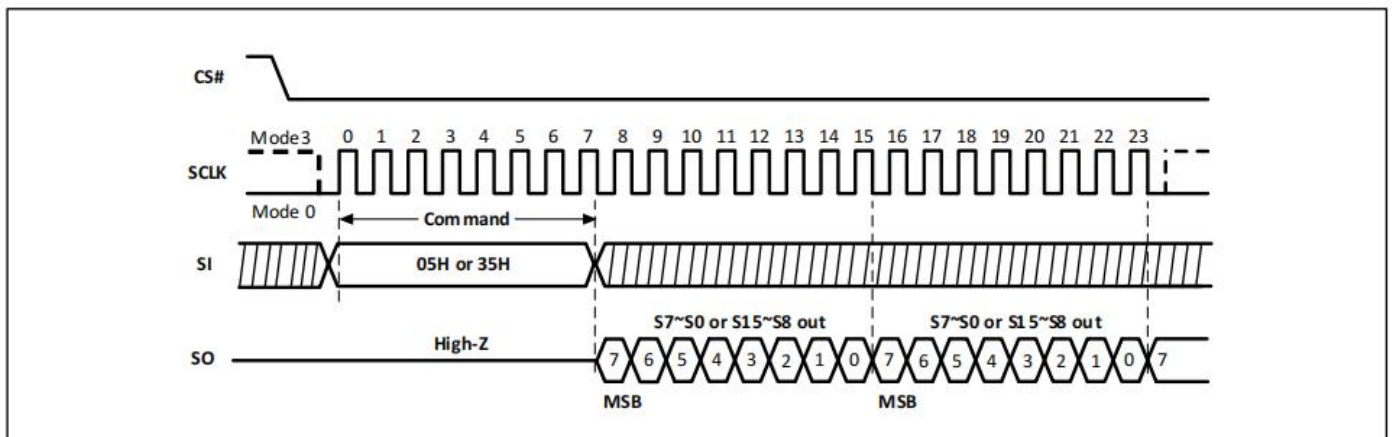 CS#
Mode3 0 1 2 3 4 5 6 7 8 9 10 11 12 13 14 15 16 17 18 19 20 21 22 23
SCLK
Mode 0
Command
SI 05H or 35H
S7~S0 or S15~S8 out S7~S0 or S15~S8 out
High-Z
SO 7 6 5 4 3 2 1 0 7 6 5 4 3 2 1 0 7
MSB MSB